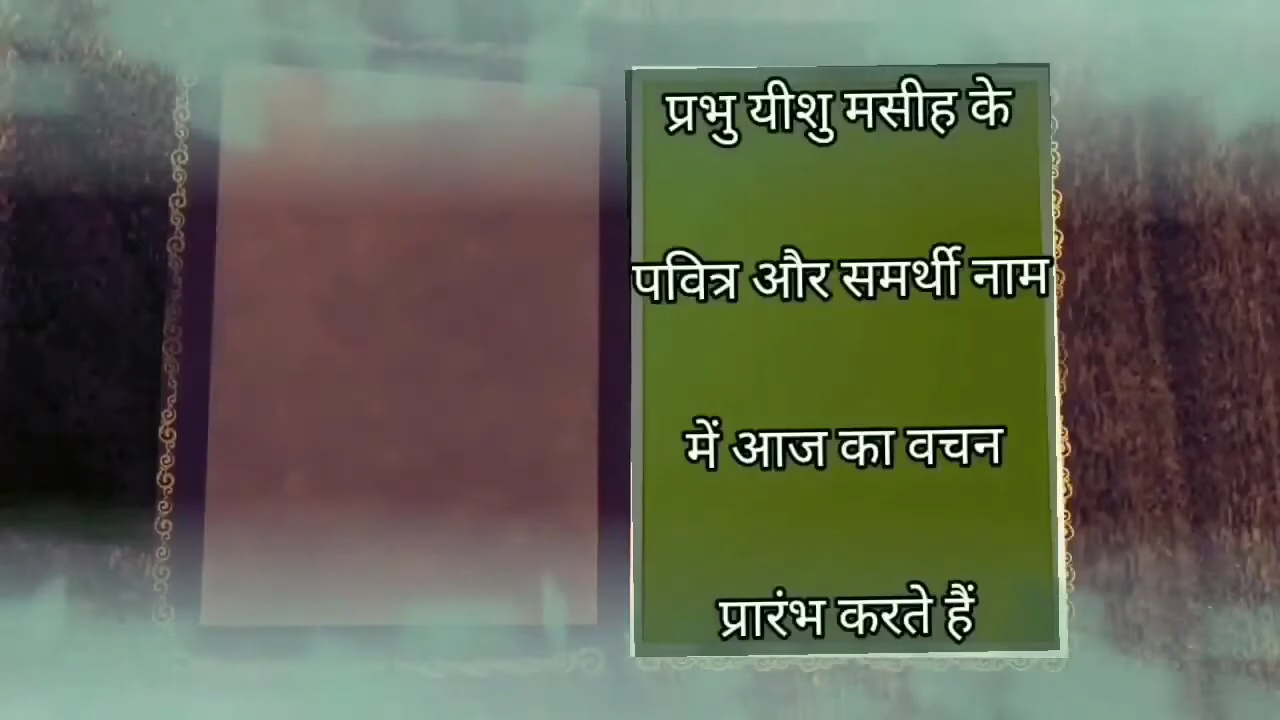 प्रभु यीशु मसीह के
पवित्र और समर्थी नाम
में आज का वचन
प्रारंभ करते हैं